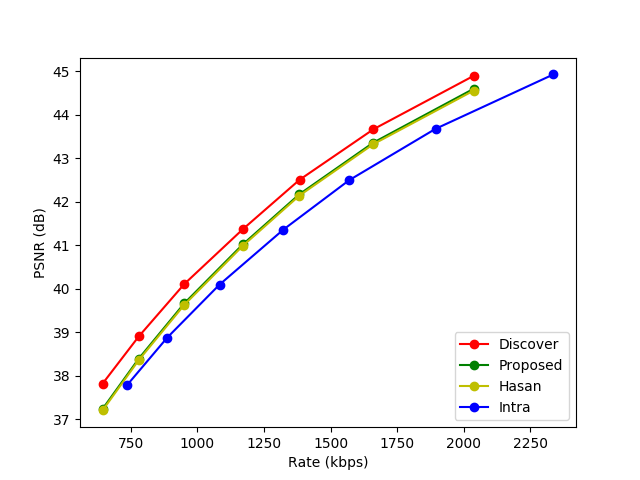 45
44
43
42
41
40
39
38
37
PSNR (dB)
750
1000
1250
1500
1750
2000
2250
Rate (kbps)
Discover
Proposed
Hasan
Intra